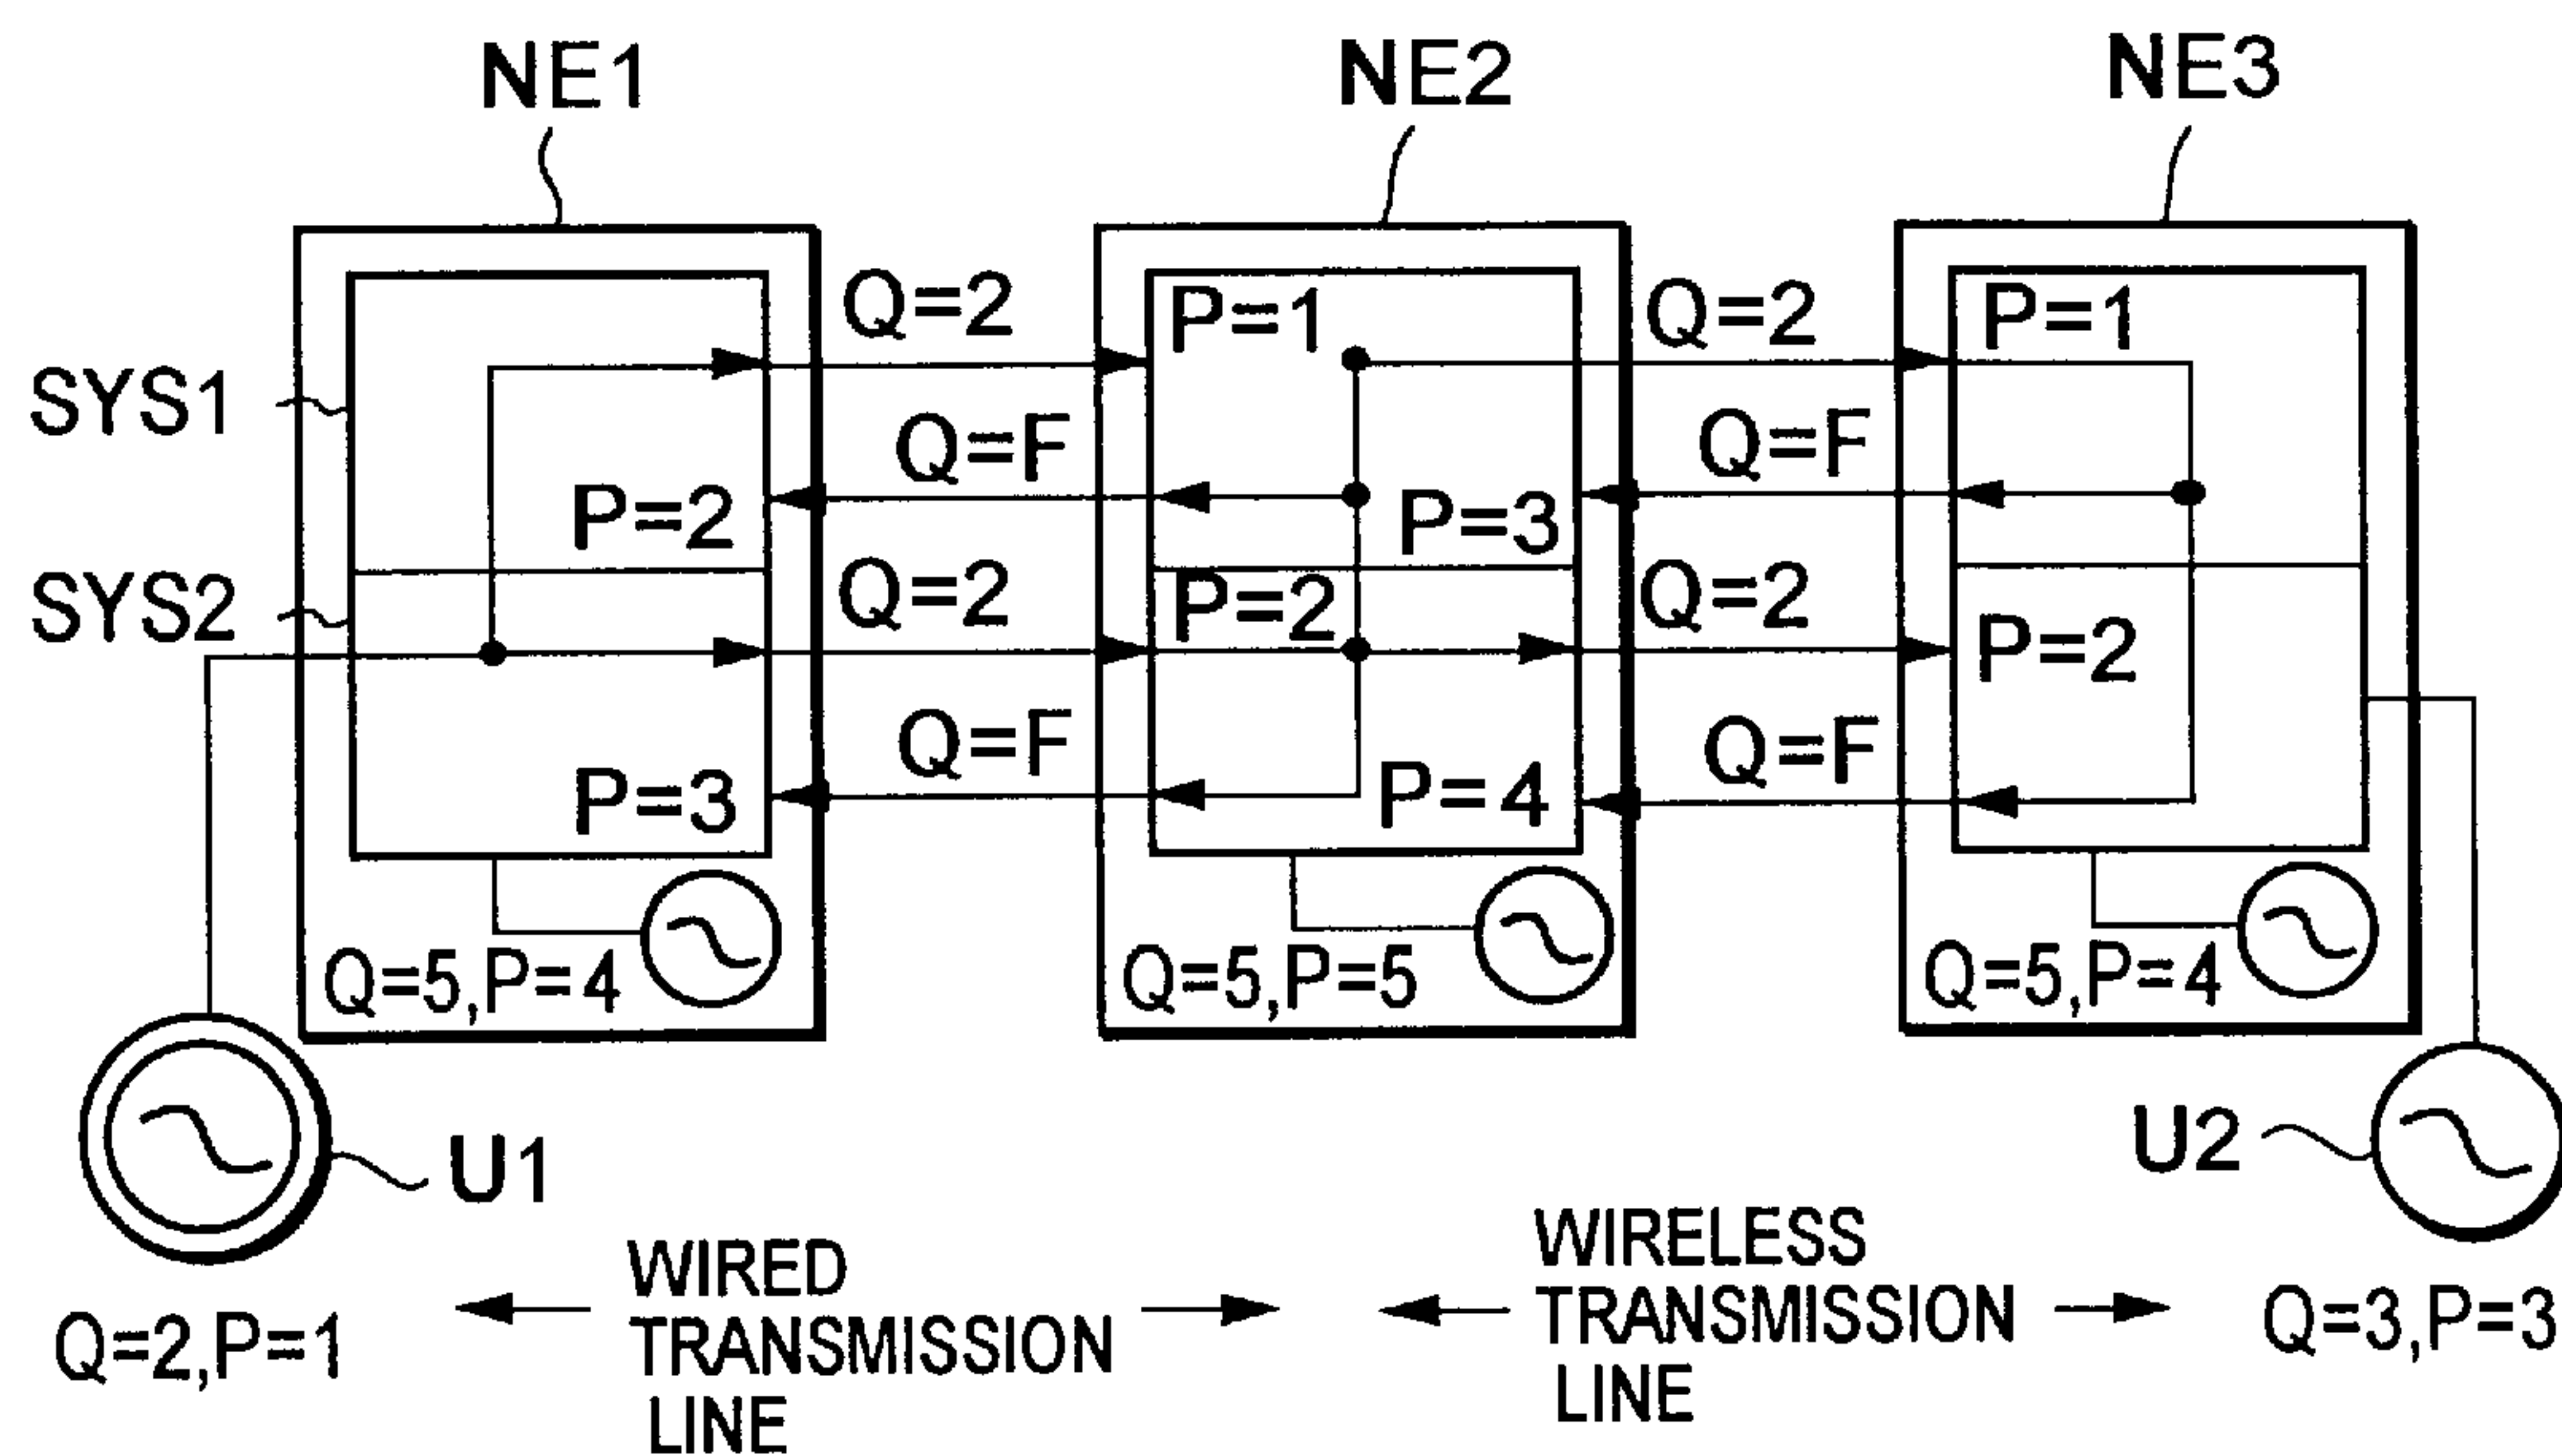 NE1
NE2
NE3
SYS1
SYS2
Q=2
P=1
Q=2
P=1
Q=F
Q=F
P=2
P=3
Q=2
P=2
Q=2
P=2
Q=F
Q=F
P=3
P=4
Q=5,P=4
Q=5,P=5
Q=5,P=4
U1
U2
Q=2,P=1
WIRED
TRANSMISSION
LINE
WIRELESS
TRANSMISSION
LINE
Q=3,P=3